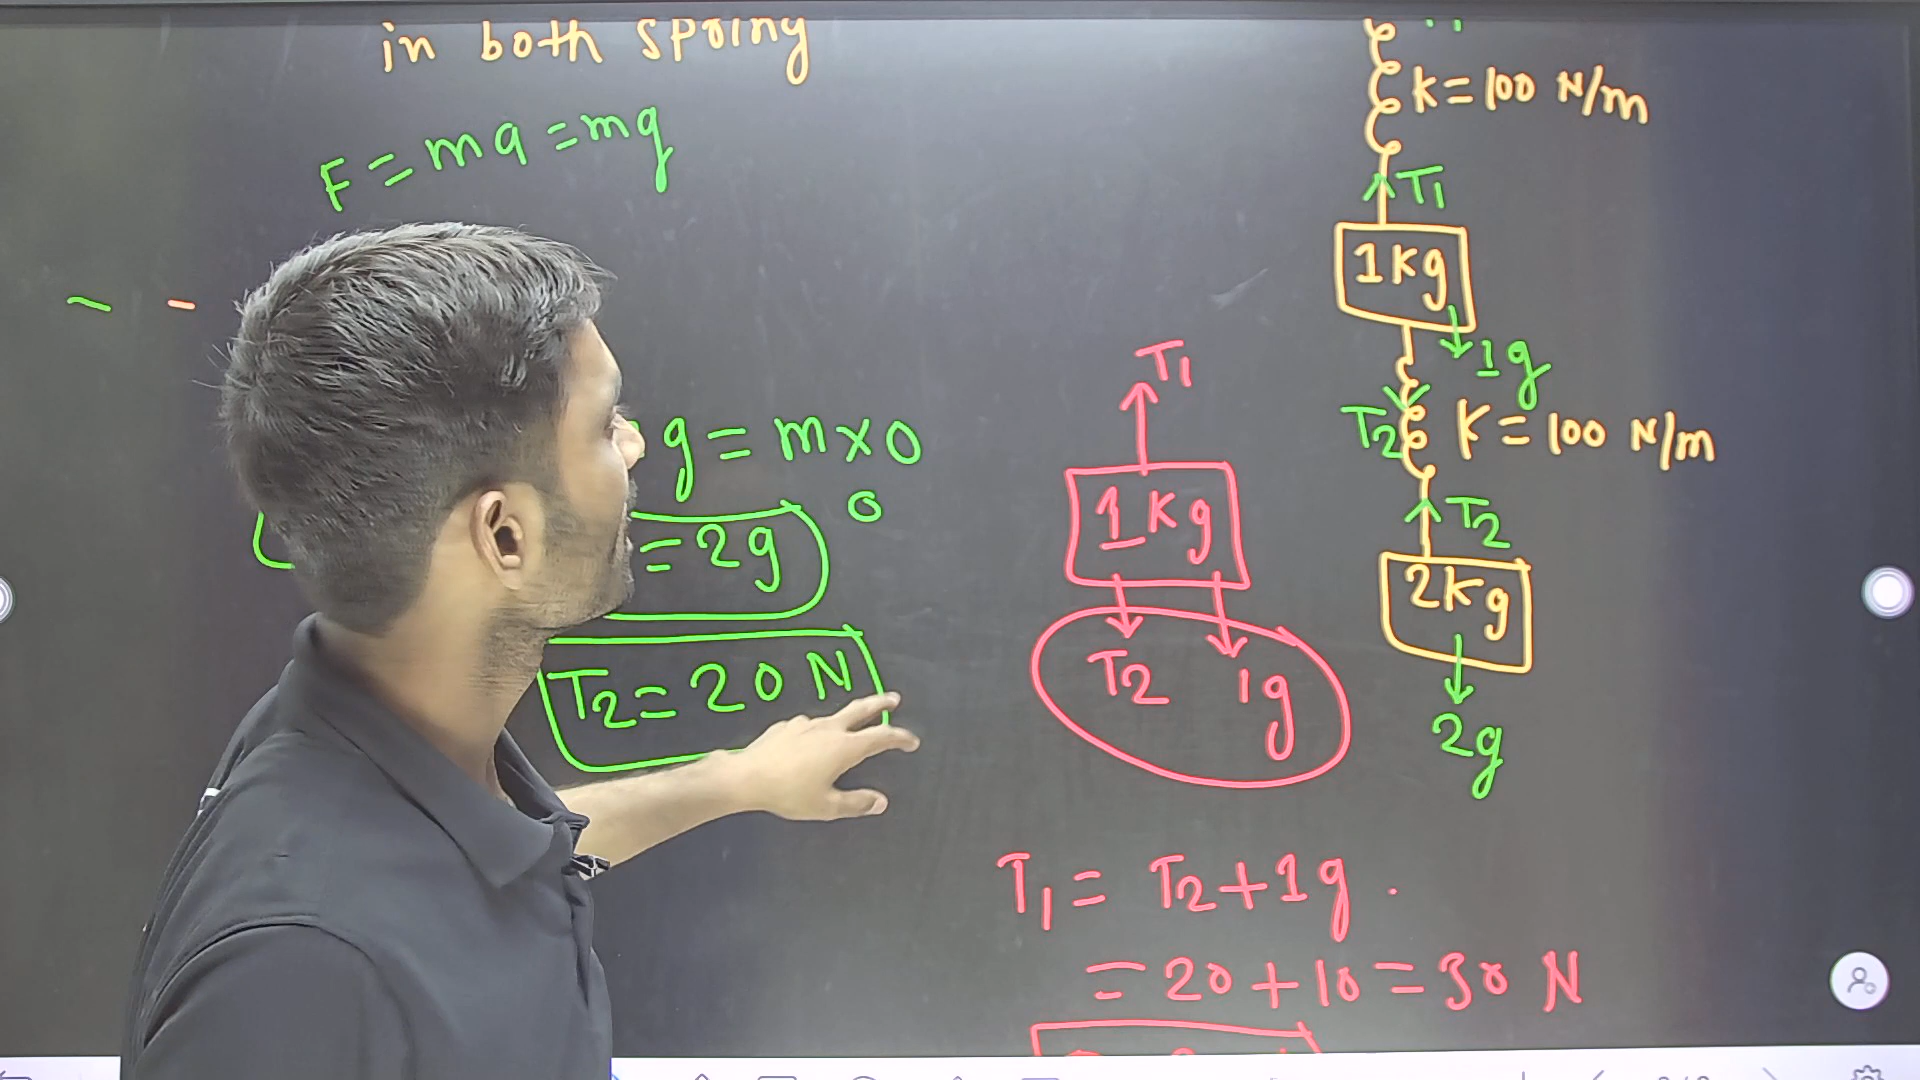 in both spring
F = ma = mg
g = m x 0
0
= 2g
T2 = 20 N
K = 100 N/m
T1
1kg
1g
T2
K = 100 N/m
T2
2kg
2g
T1
1kg
T2 1g
T1 = T2 + 1g .
= 20 + 10 = 30 N